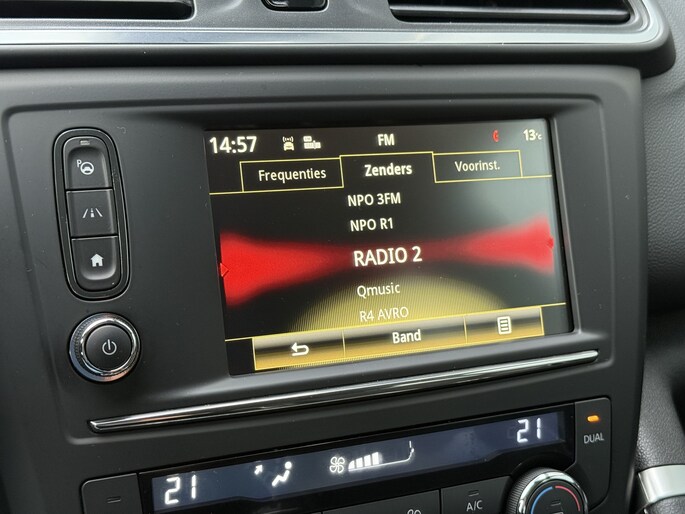 14:57 FM 13°C
Frequenties Zenders Voorinst.
NPO 3FM
NPO R1
RADIO 2
Qmusic
R4 AVRO
Band
P
21 21
DUAL
A/C